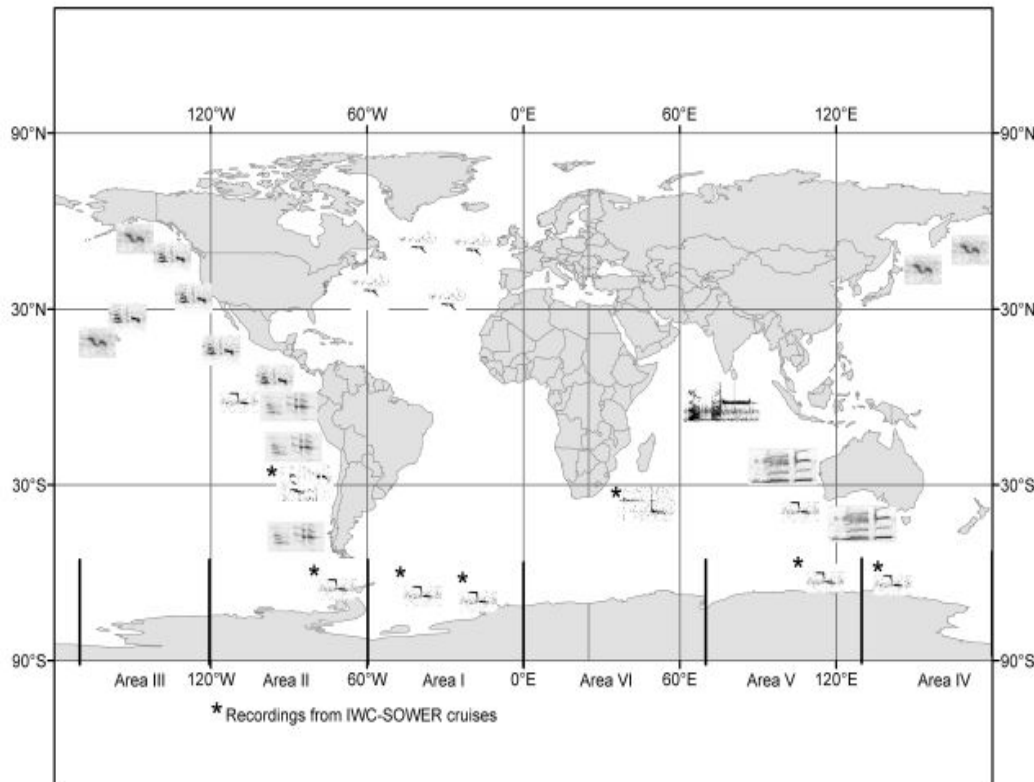 120°W 60°W 0°E 60°E 120°E
90°N 90°N
30°N 30°N
30°S 30°S
*
*
*
*
*
*
*
90°S 90°S
Area III 120°W Area II 60°W Area I 0°E Area VI 60°E Area V 120°E Area IV
* Recordings from IWC-SOWER cruises